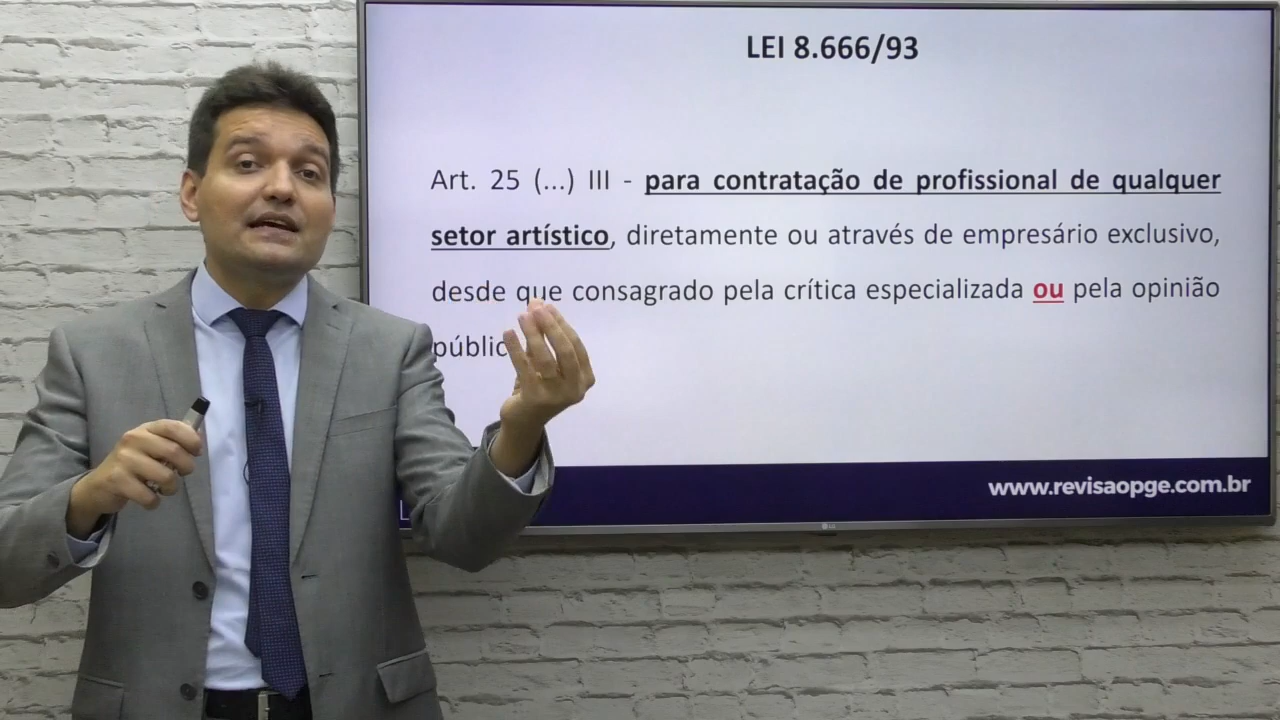 LEI 8.666/93
Art. 25 (...) III - para contratação de profissional de qualquer
setor artístico, diretamente ou através de empresário exclusivo,
desde que consagrado pela crítica especializada ou pela opinião
www.revisaopge.com.br
LG